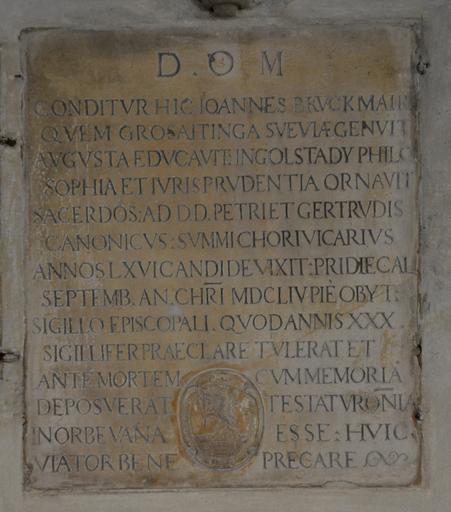 D. O M
CONDITVR HIC IOANNES BRVCKMAIR
QVEM GROSAITINGA SVEVIÆ GENVIT
AVGVSTA EDVCAVIT: INGOLSTADY PHILO
SOPHIA ET IVRISPRVDENTIA ORNAVIT
SACERDOS: AD D.D. PETRI ET GERTRVDIS
CANONICVS: SVMMI CHORI VICARIVS
ANNOS LXVI CANDIDE VIXIT: PRIDIE CAL
SEPTEMB. AN. CHRI MDCLIV PIÈ OBYT:
SIGILLO EPISCOPALI. QVOD ANNIS XXX.
SIGILLIFER PRAECLARE TVLERAT ET
ANTE MORTEM CVM MEMORIA
DEPOSVERAT TESTATVR ŌNIA
IN ORBE VANA ESSE: HVIC
VIATOR BENE PRECARE